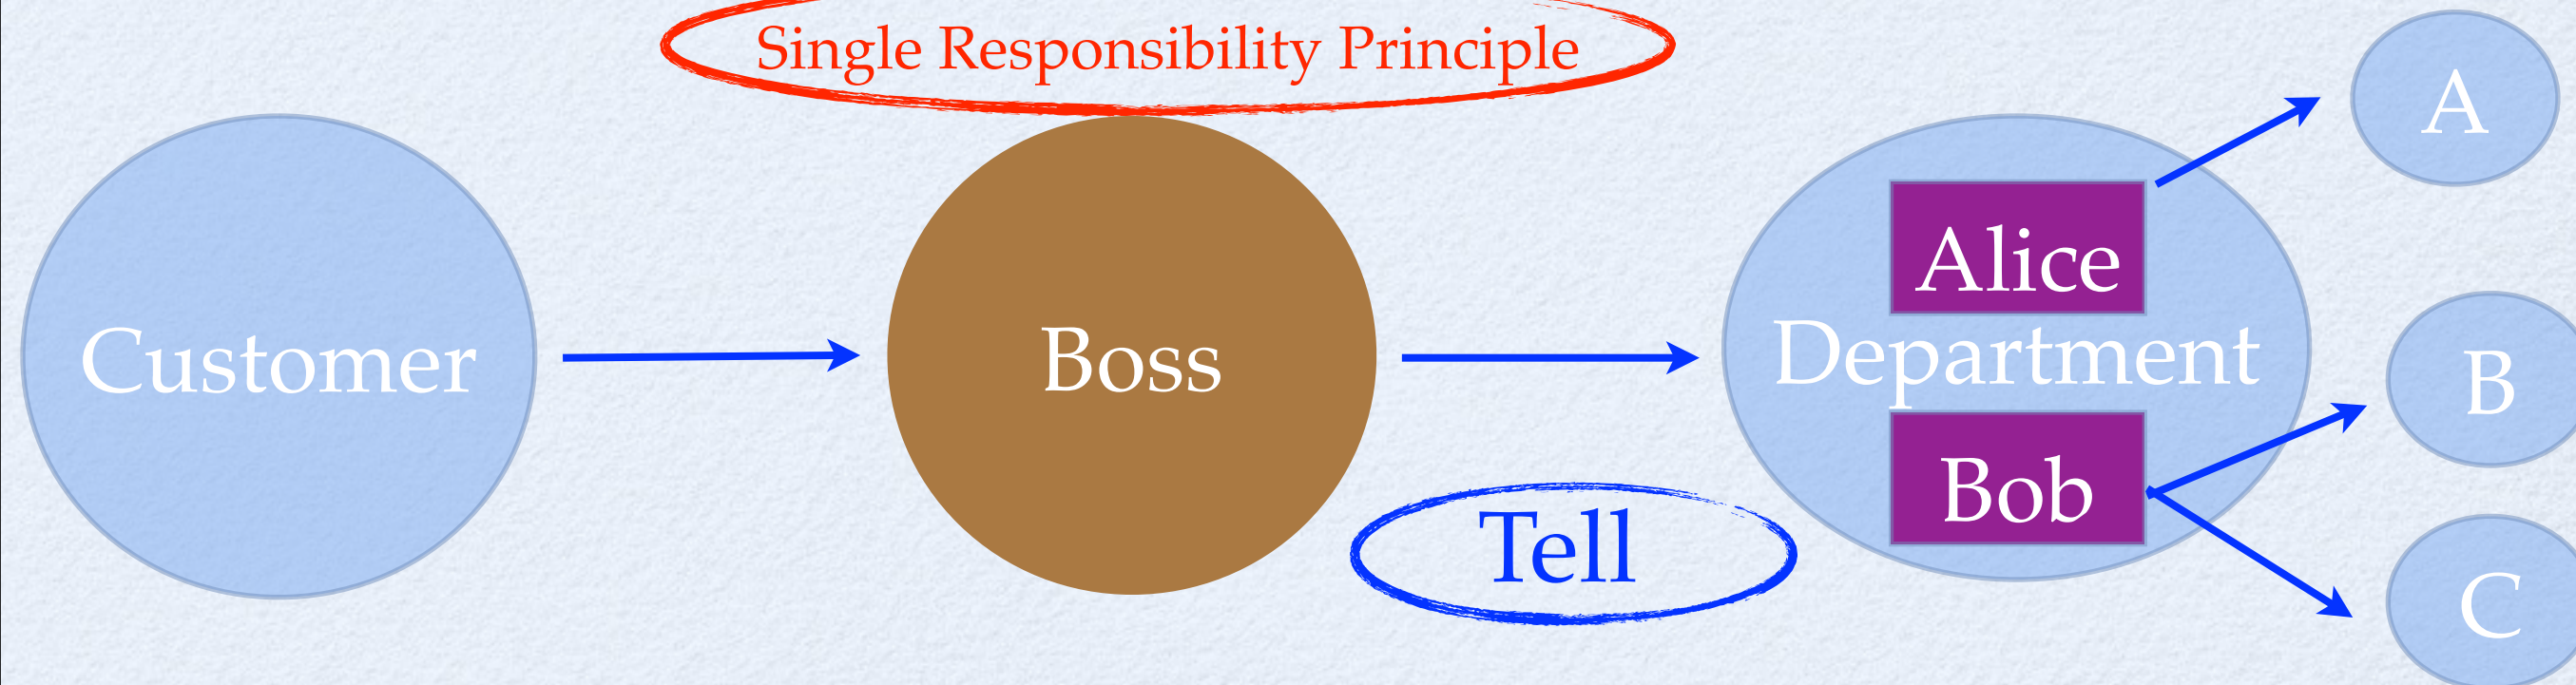 Single Responsibility Principle
Customer
Boss
Tell
Alice
Department
Bob
A
B
C